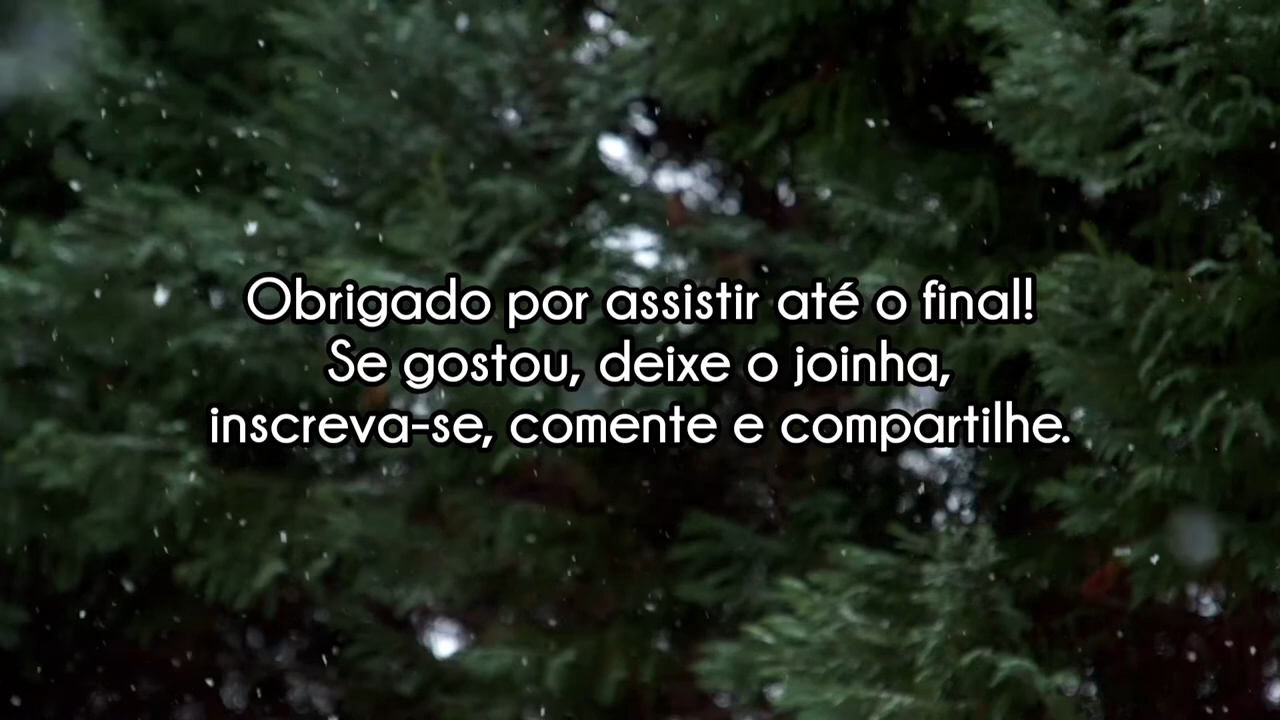 Obrigado por assistir até o final!
Se gostou, deixe o joinha,
inscreva-se, comente e compartilhe.